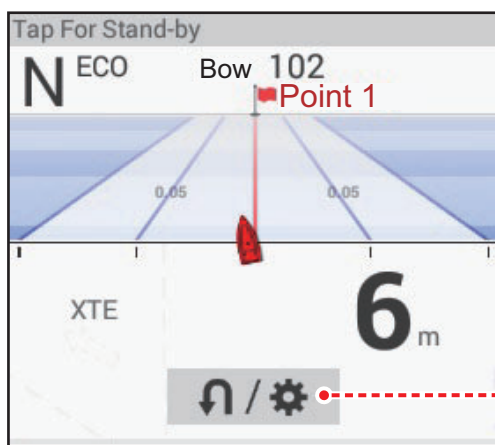 Tap For Stand-by
N ECO Bow 102
Point 1
0.05 0.05
XTE 6 m
/